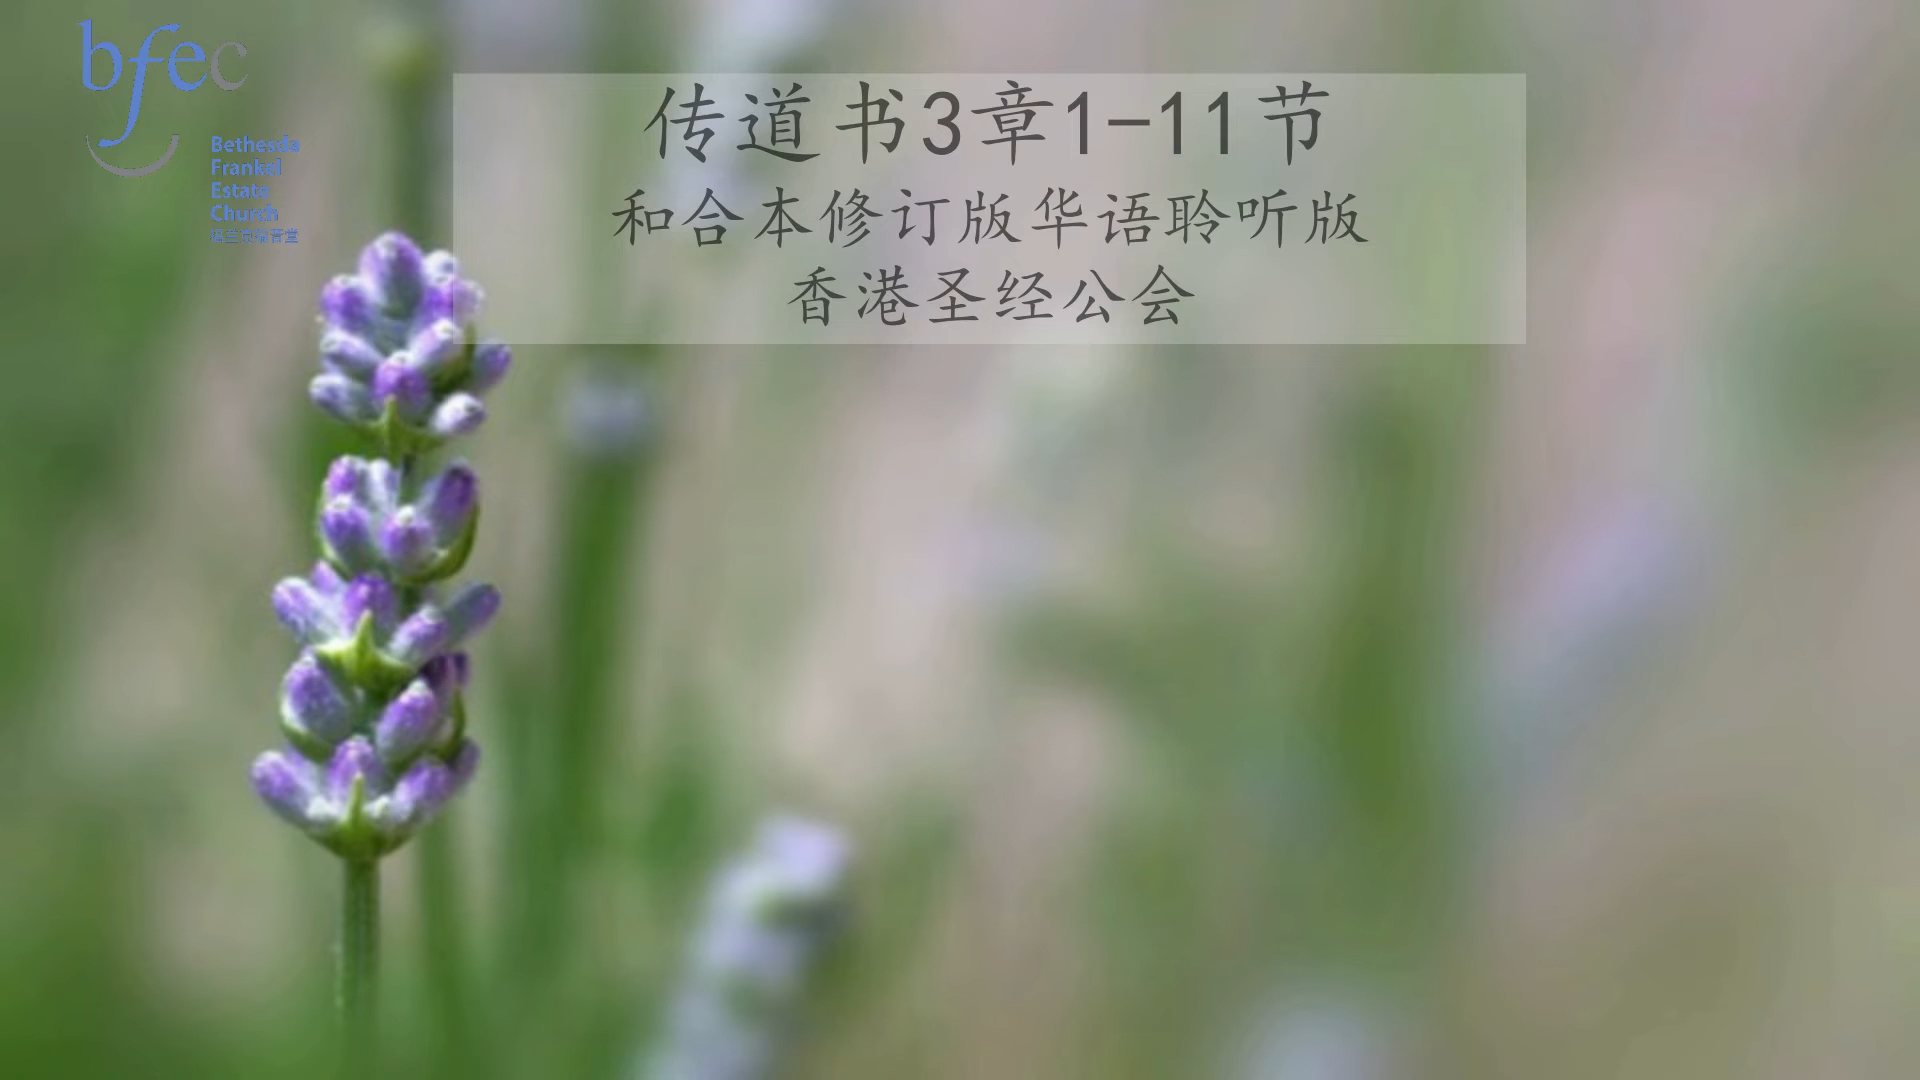 bfec
Bethesda
Frankel
Estate
Church
传道书3章1-11节
和合本修订版华语聆听版
香港圣经公会